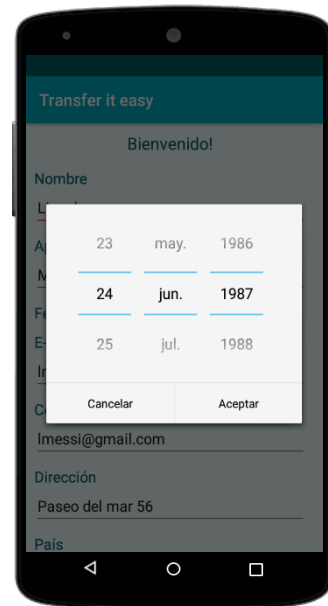 Transfer it easy
Bienvenido!
Nombre
23 may. 1986
24 jun. 1987
25 jul. 1988
Cancelar Aceptar
lmessi@gmail.com
Dirección
Paseo del mar 56
País